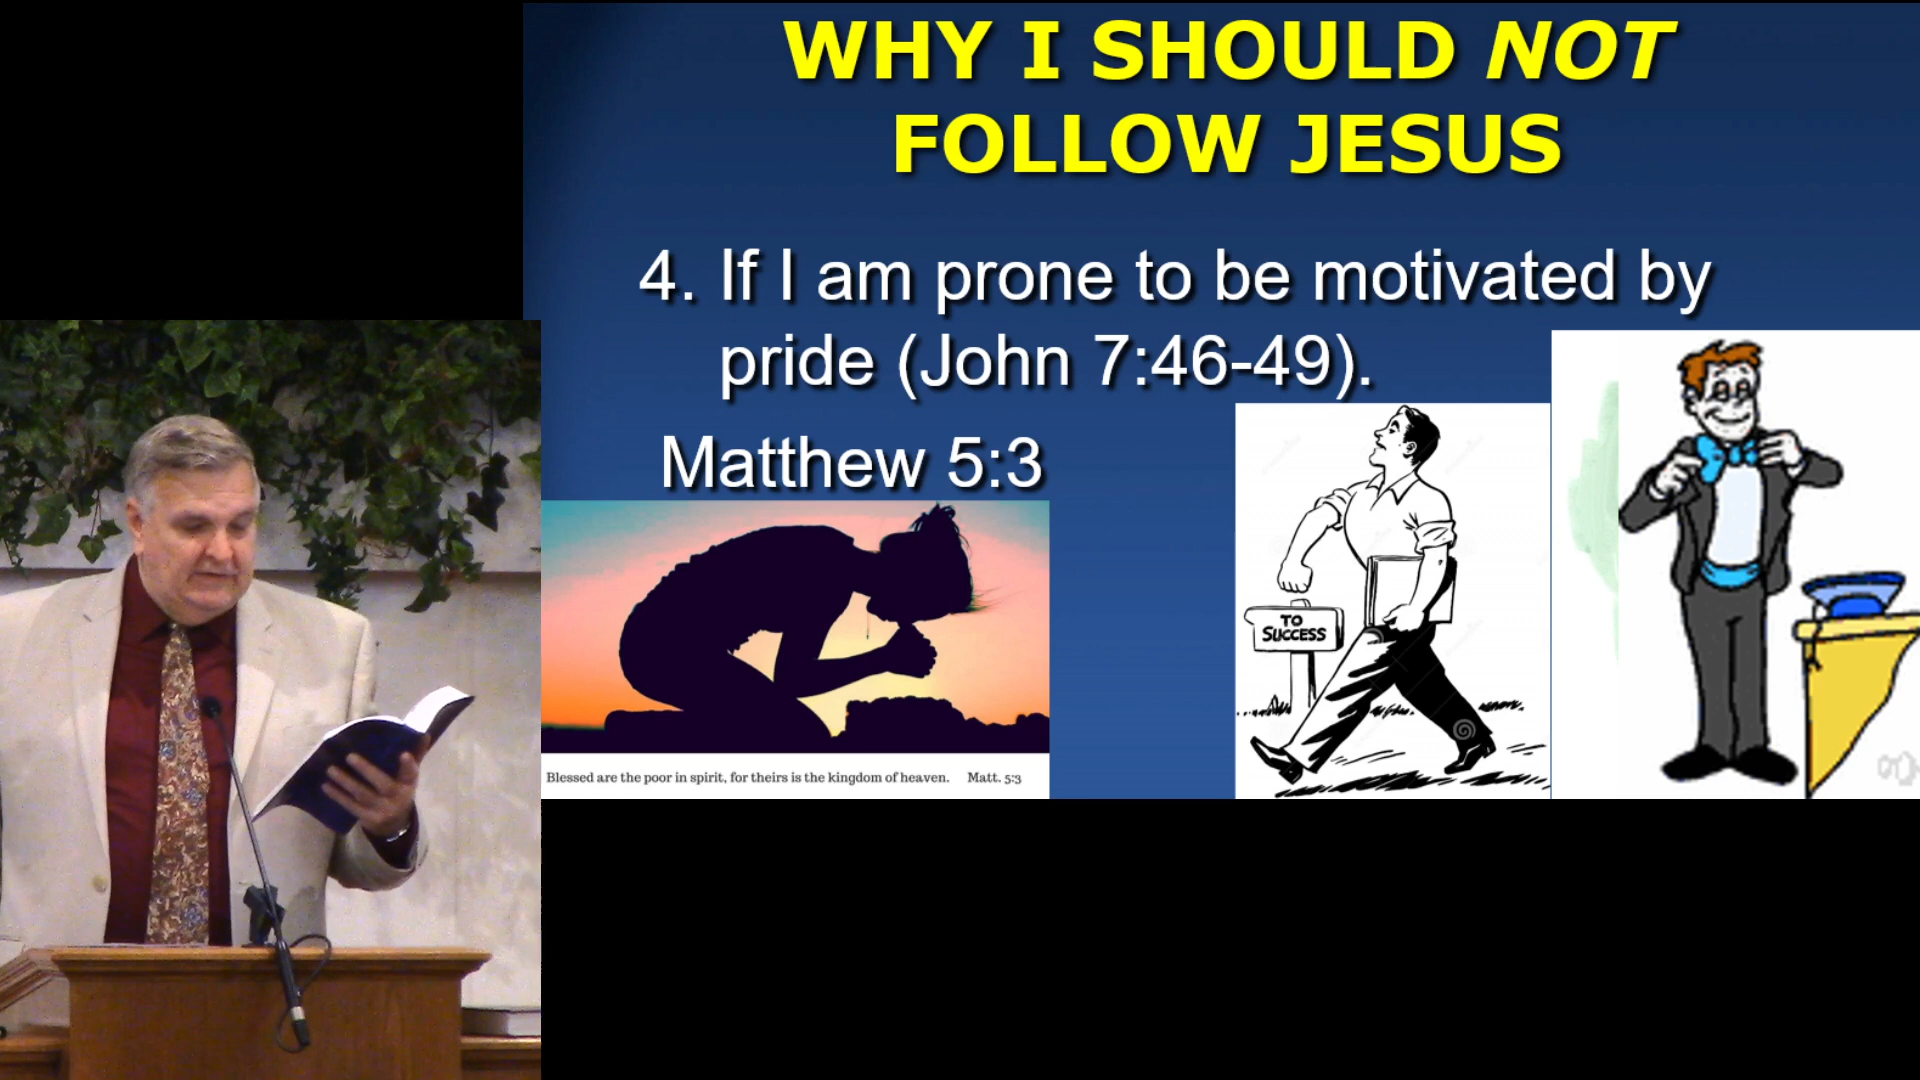 WHY I SHOULD NOT
FOLLOW JESUS
4. If I am prone to be motivated by
pride (John 7:46-49).
Matthew 5:3
TO
SUCCESS
Blessed are the poor in spirit, for theirs is the kingdom of heaven. Matt. 5:3